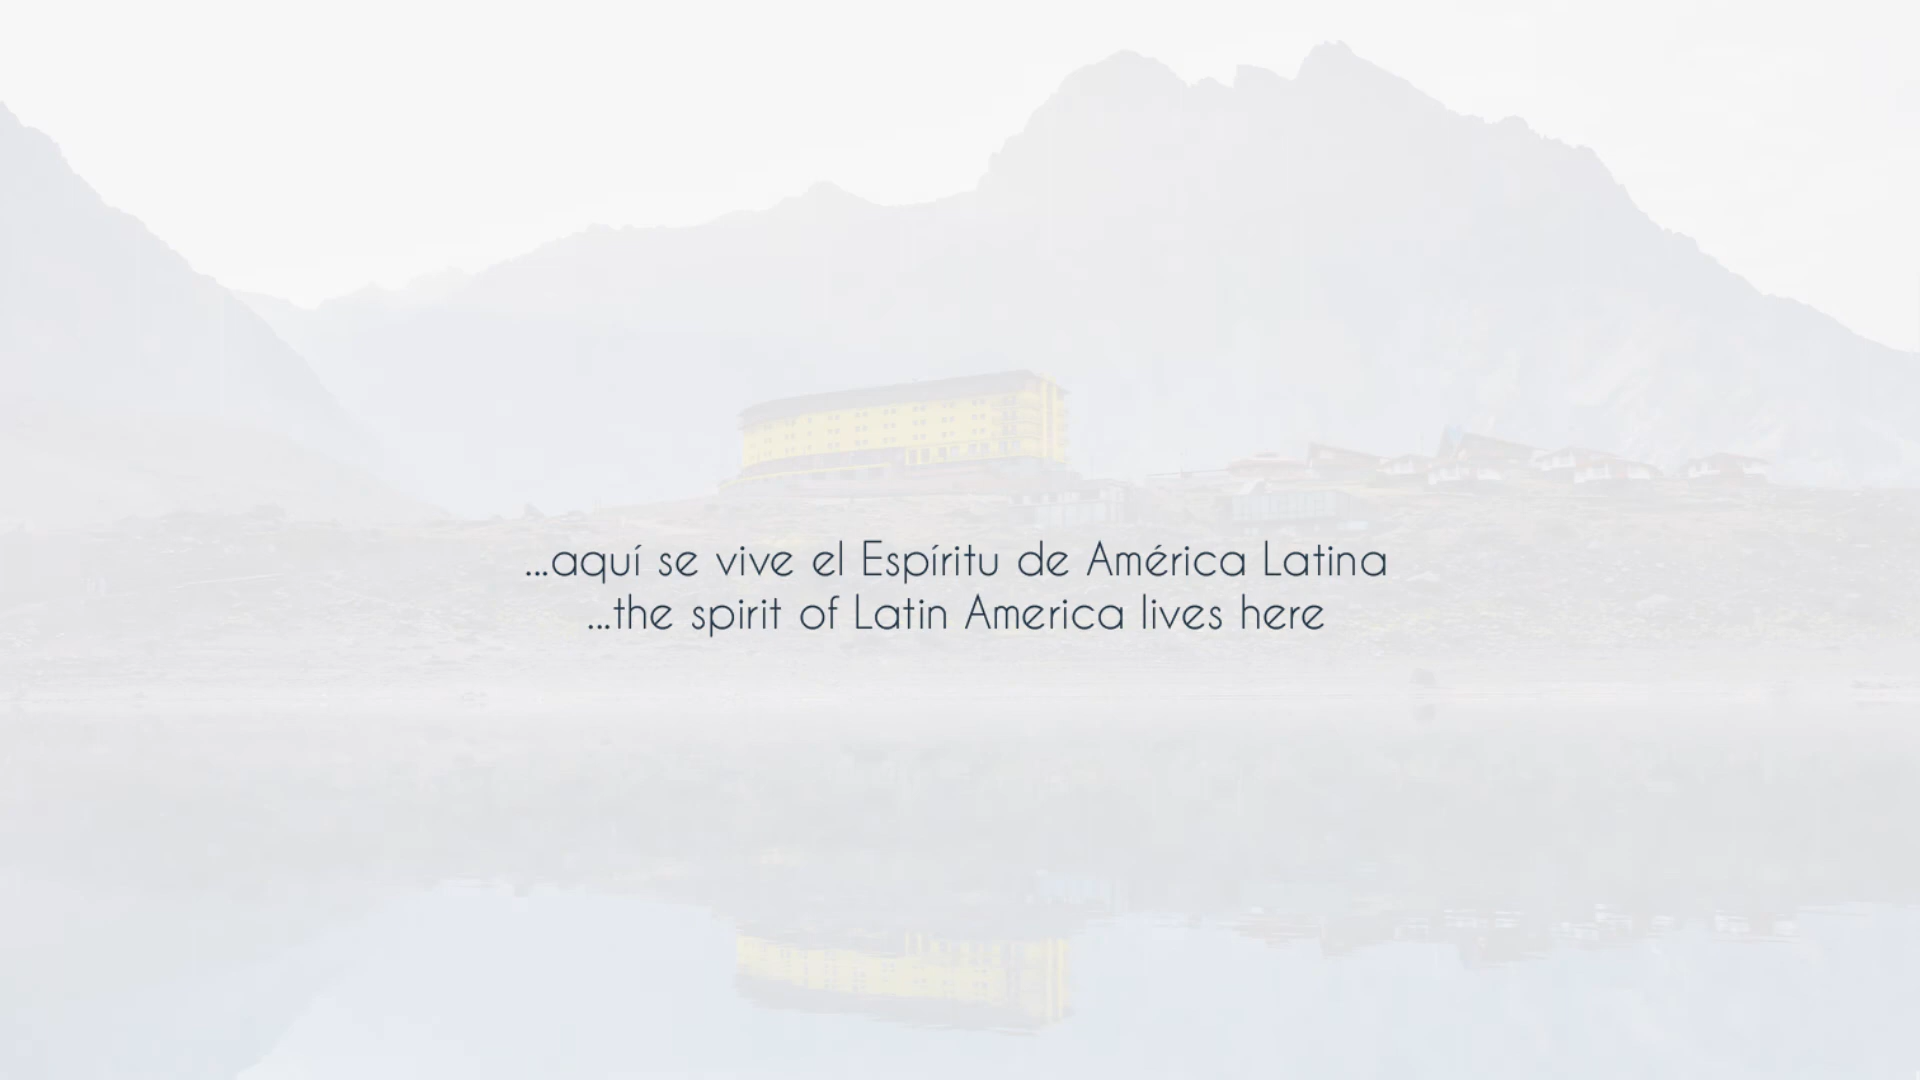 ...aquí se vive el Espíritu de América Latina
...the spirit of Latin America lives here